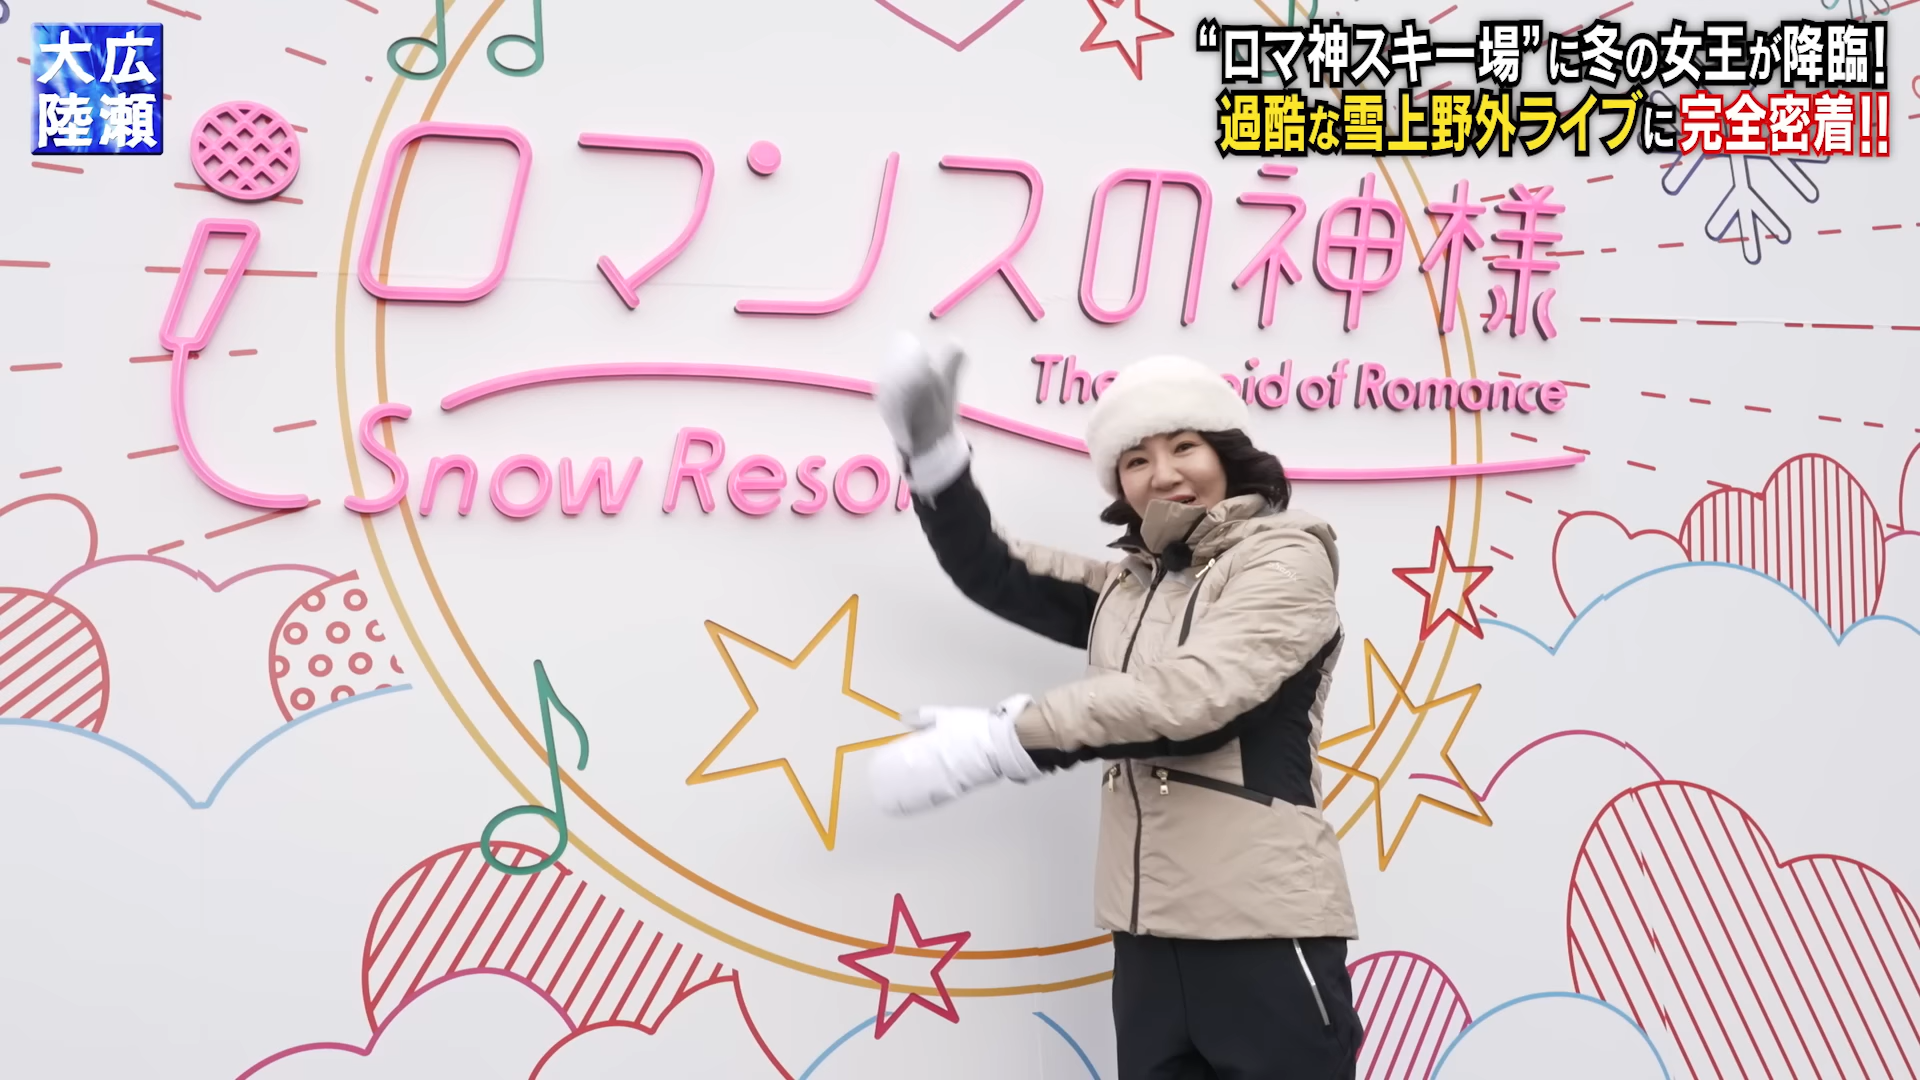 大広
陸瀬
“ロマ神スキー場”に冬の女王が降臨!
過酷な雪上野外ライブに完全密着!!
ロマンスの神様
The of Romance
Snow